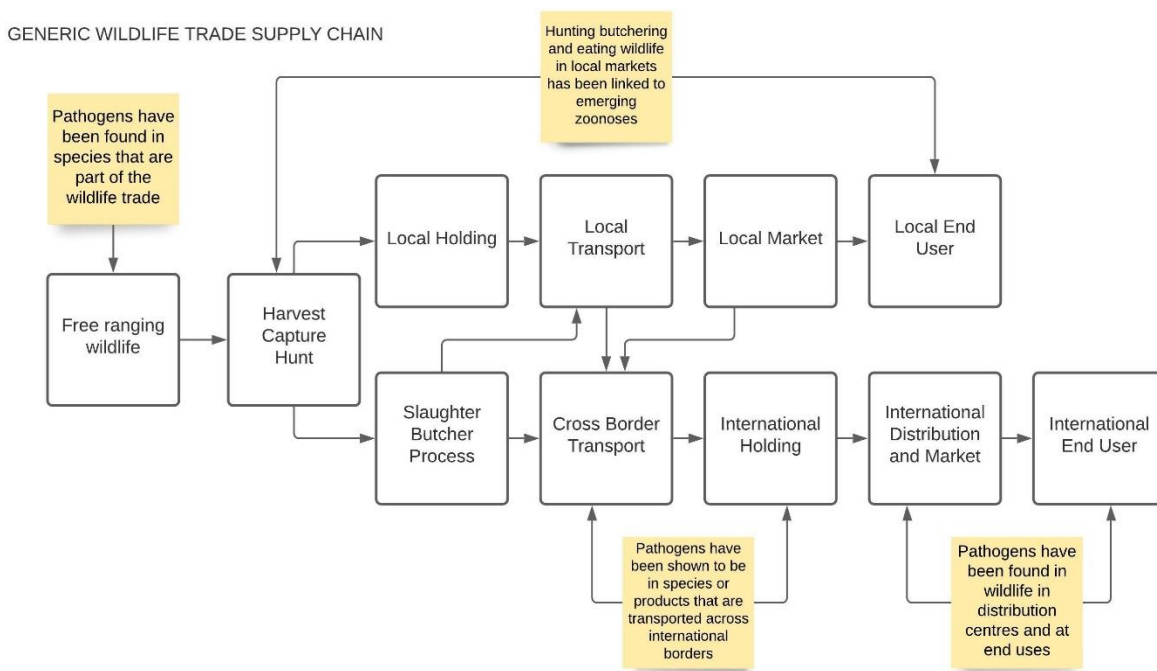 GENERIC WILDLIFE TRADE SUPPLY CHAIN
Hunting butchering
and eating wildlife
in local markets
has been linked to
emerging
zoonoses
Pathogens have
been found in
species that are
part of the
wildlife trade
Local Holding
Local
Transport
Local Market
Local End
User
Free ranging
wildlife
Harvest
Capture
Hunt
Slaughter
Butcher
Process
Cross Border
Transport
International
Holding
International
Distribution
and Market
International
End User
Pathogens have
been shown to be
in species or
products that are
transported across
international
borders
Pathogens have
been found in
wildlife in
distribution
centres and at
end uses